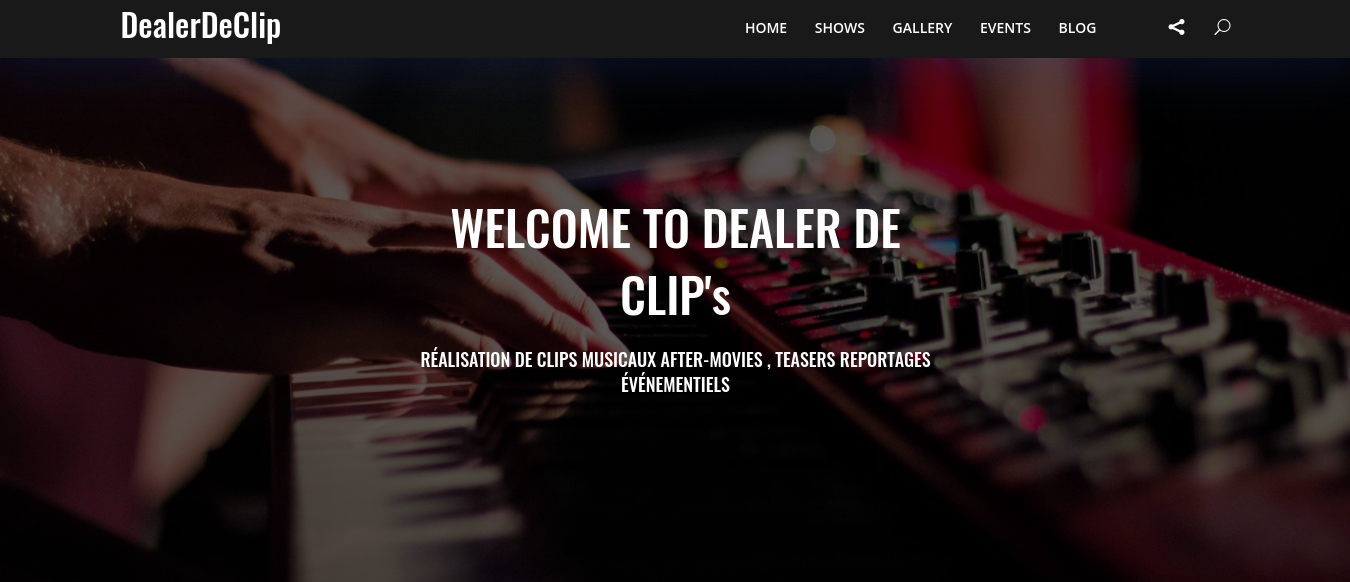 DealerDeClip
HOME SHOWS GALLERY EVENTS BLOG
WELCOME TO DEALER DE
CLIP's
RÉALISATION DE CLIPS MUSICAUX AFTER-MOVIES , TEASERS REPORTAGES
ÉVÉNEMENTIELS